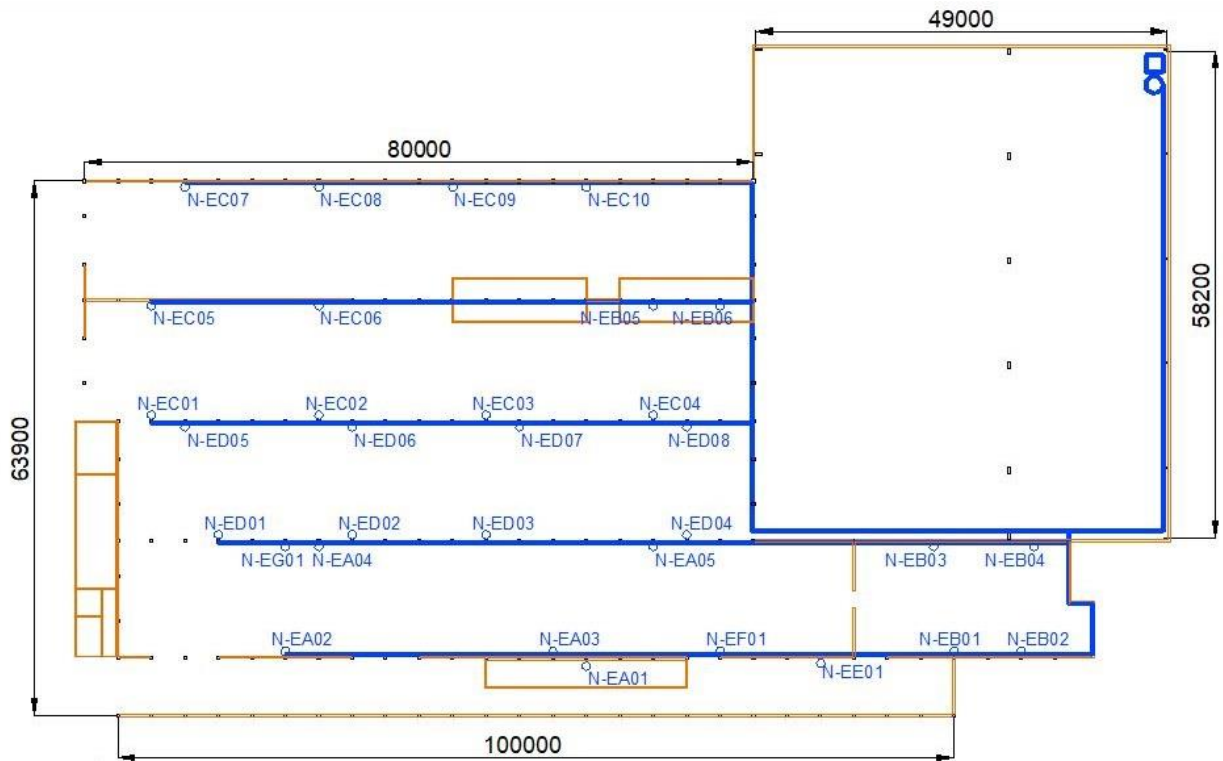 49000
80000
58200
63900
N-EC07
N-EC08
N-EC09
N-EC10
N-EC05
N-EC06
N-EB05
N-EB06
N-EC01
N-EC02
N-EC03
N-EC04
N-ED05
N-ED06
N-ED07
N-ED08
N-ED01
N-ED02
N-ED03
N-ED04
N-EG01
N-EA04
N-EA05
N-EB03
N-EB04
N-EA02
N-EA03
N-EF01
N-EB01
N-EB02
N-EA01
N-EE01
100000